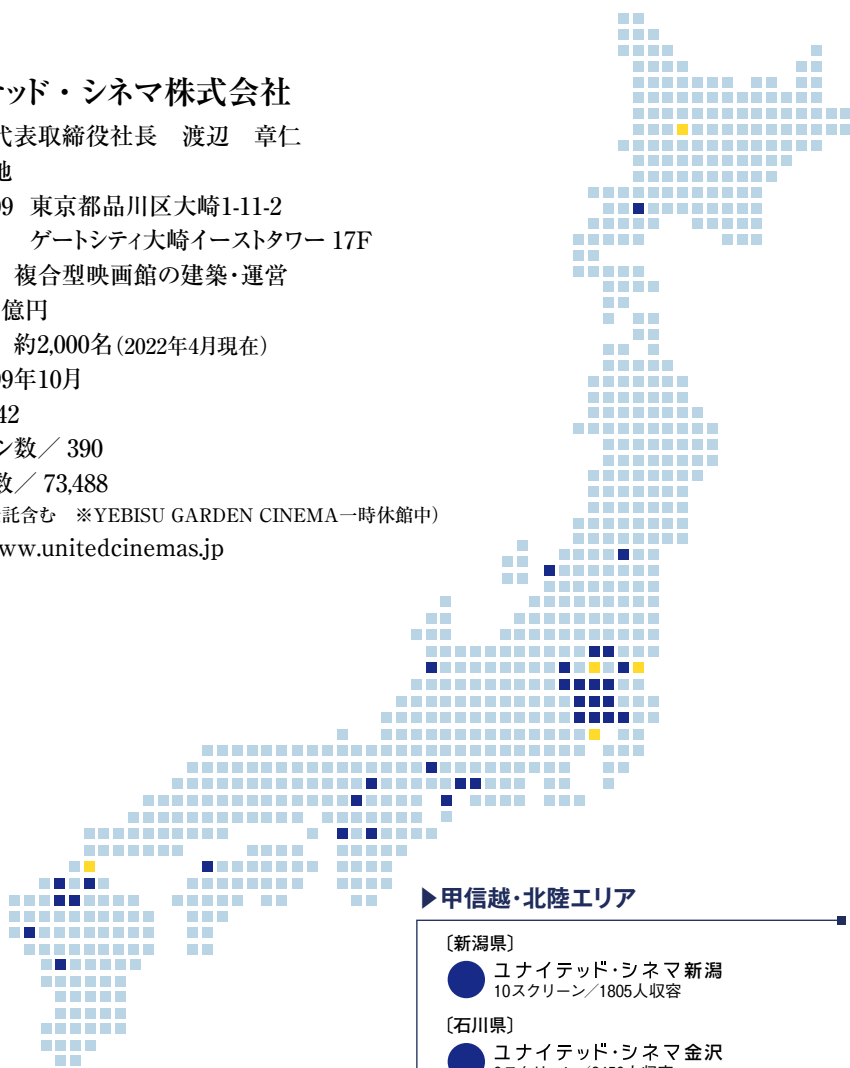 ッド・シネマ株式会社
代表取締役社長　渡辺　章仁
地
09 東京都品川区大崎1-11-2
ゲートシティ大崎イーストタワー 17F
複合型映画館の建築・運営
億円
約2,000名(2022年4月現在)
99年10月
42
ン数／ 390
数／ 73,488
託含む　※YEBISU GARDEN CINEMA一時休館中)
ww.unitedcinemas.jp
▶甲信越・北陸エリア
〔新潟県〕
ユナイテッド・シネマ新潟
10スクリーン／1805人収容
〔石川県〕
ユナイテッド・シネマ金沢